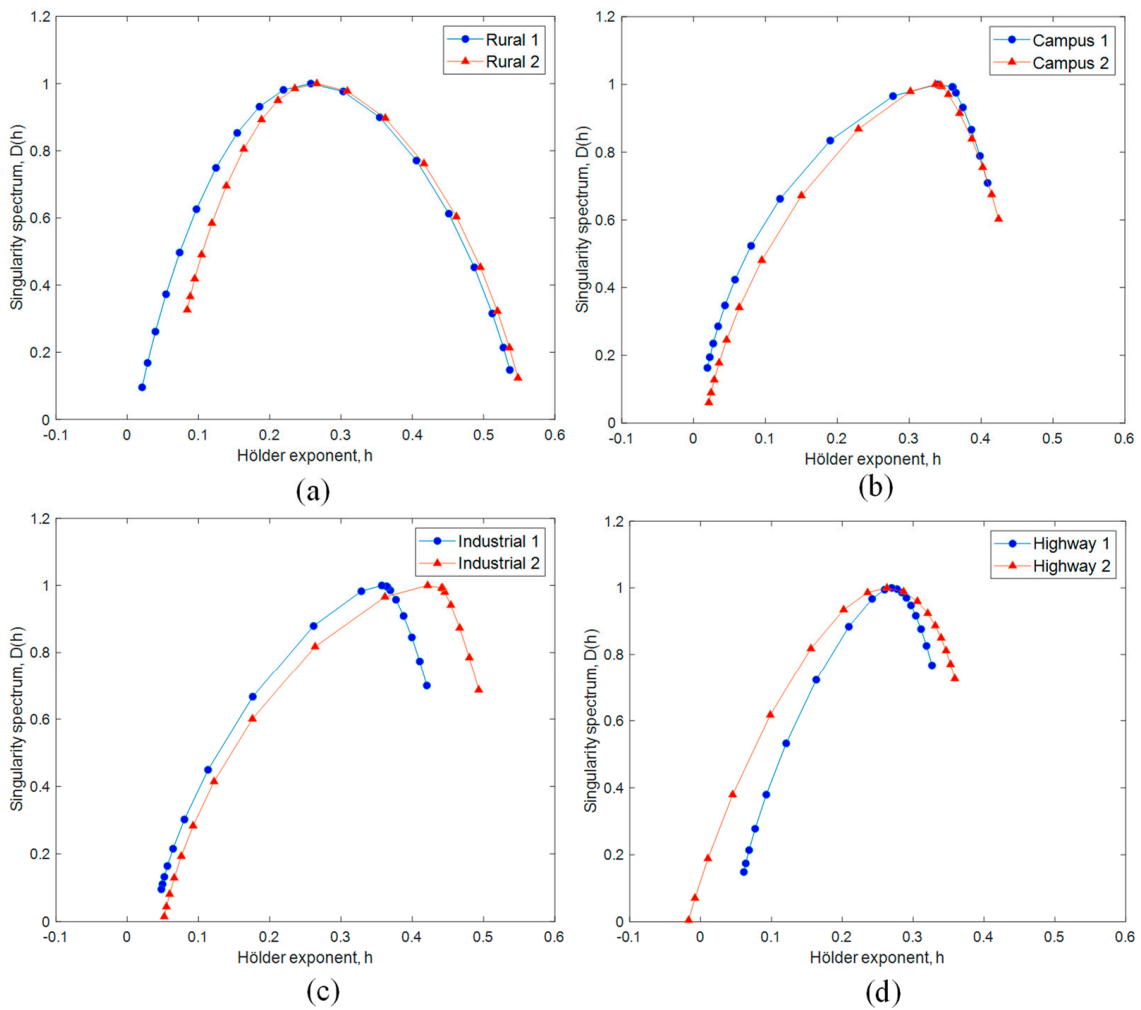 1.2
1
0.8
0.6
0.4
0.2
0
-0.1 0 0.1 0.2 0.3 0.4 0.5 0.6
Singularity spectrum, D(h)
Hölder exponent, h
Rural 1
Rural 2
(a)
1.2
1
0.8
0.6
0.4
0.2
0
-0.1 0 0.1 0.2 0.3 0.4 0.5 0.6
Singularity spectrum, D(h)
Hölder exponent, h
Campus 1
Campus 2
(b)
1.2
1
0.8
0.6
0.4
0.2
0
-0.1 0 0.1 0.2 0.3 0.4 0.5 0.6
Singularity spectrum, D(h)
Hölder exponent, h
Industrial 1
Industrial 2
(c)
1.2
1
0.8
0.6
0.4
0.2
0
-0.1 0 0.1 0.2 0.3 0.4 0.5 0.6
Singularity spectrum, D(h)
Hölder exponent, h
Highway 1
Highway 2
(d)